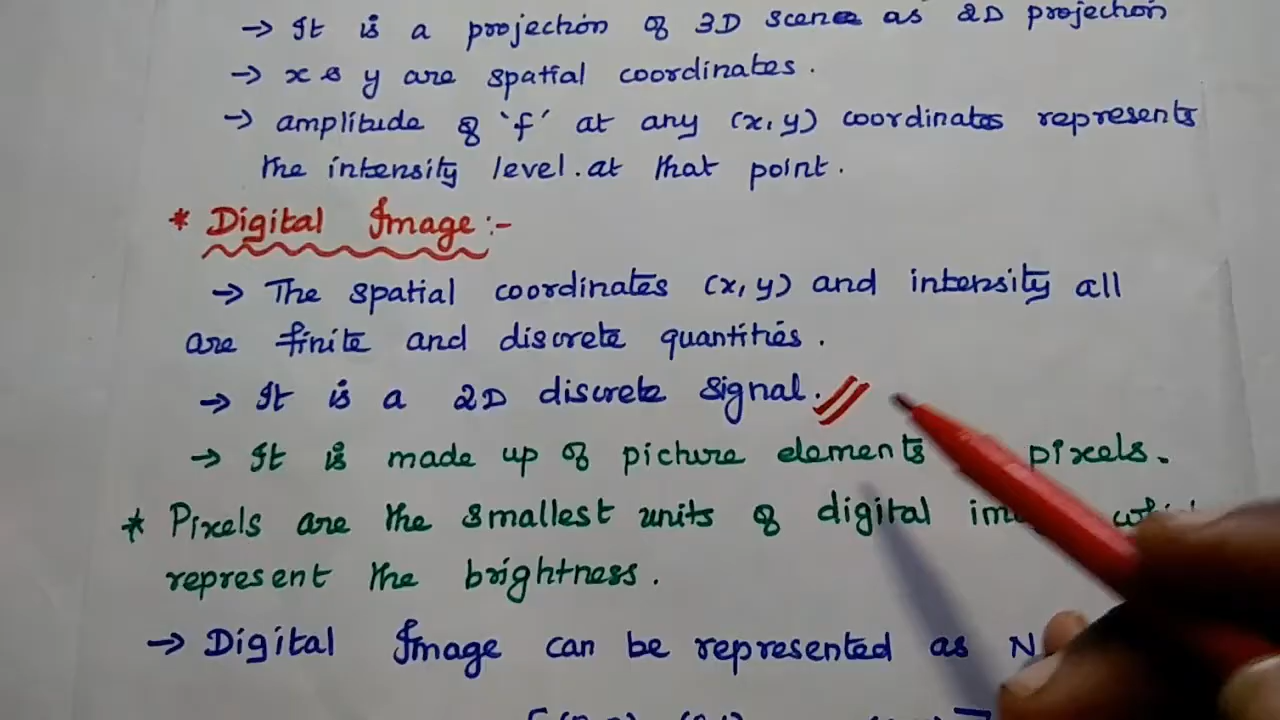 → It is a projection of 3D scene as 2D projection
→ x & y are spatial coordinates.
→ amplitude of 'f' at any (x, y) coordinates represents
the intensity level. at that point.
* Digital Image :-
→ The spatial coordinates (x, y) and intensity all
are finite and discrete quantities.
→ It is a 2D discrete signal.
→ It is made up of picture elements pixels.
* Pixels are the smallest units of digital
represent the brightness.
→ Digital Image can be represented as N